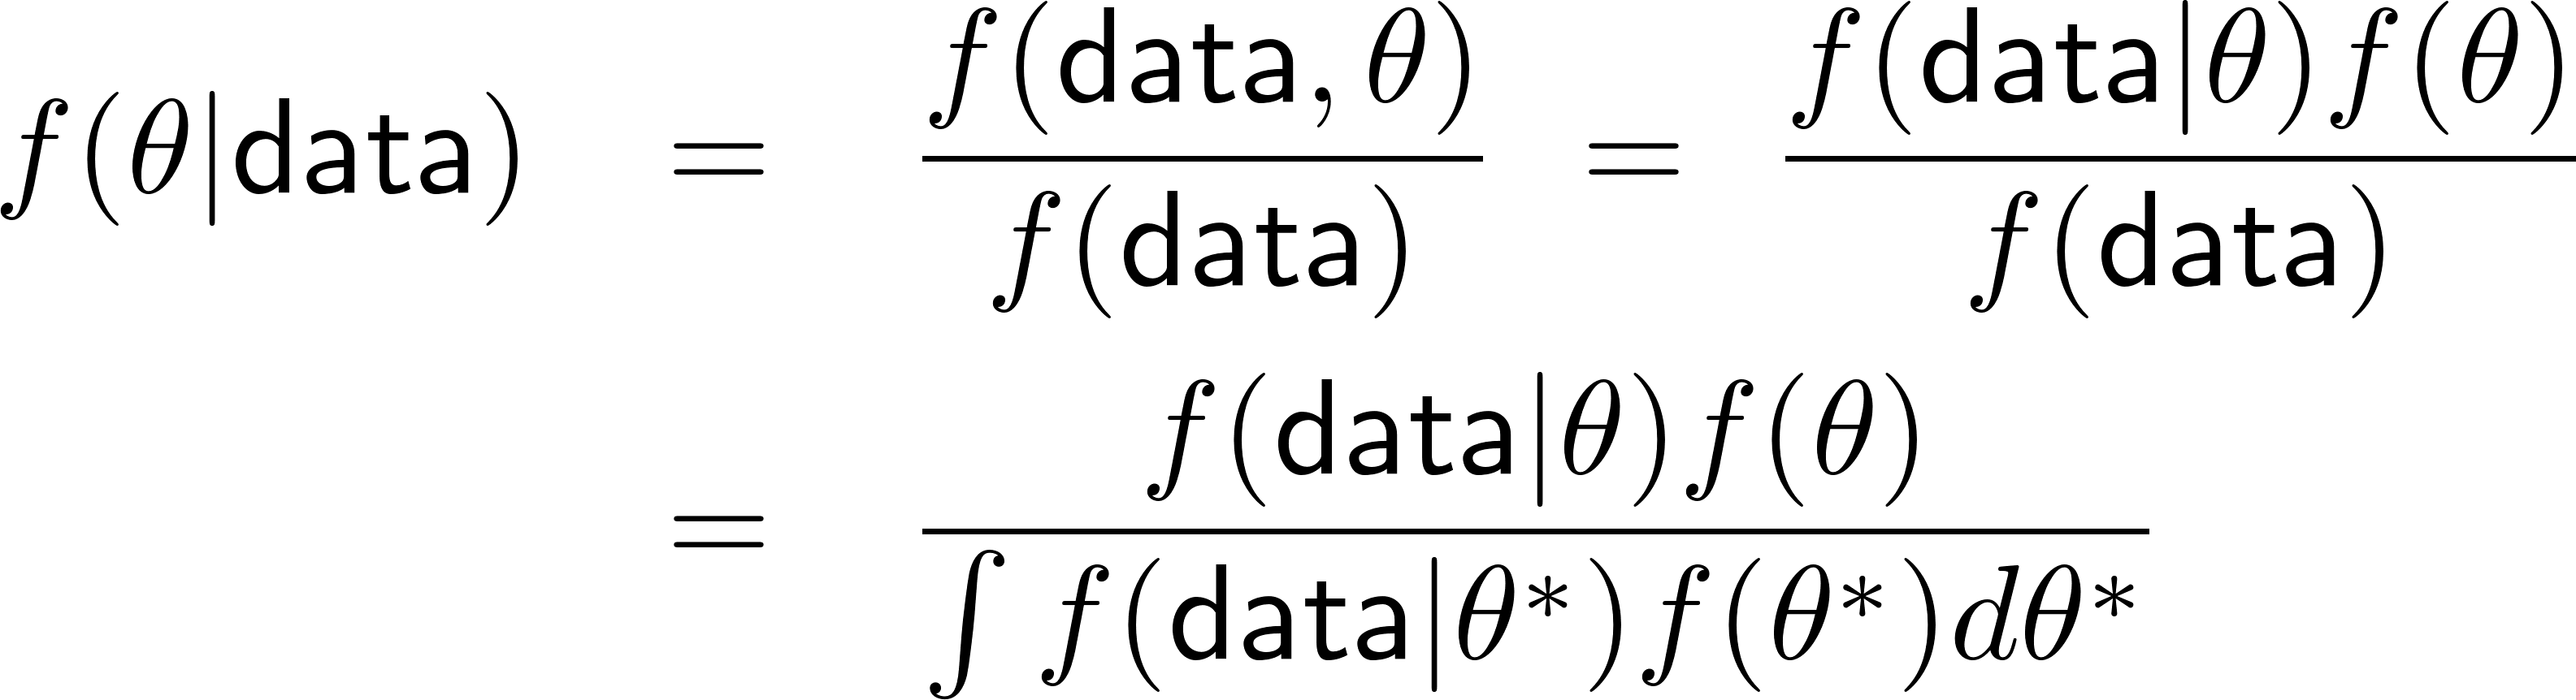 f(θ|data) = f(data, θ) / f(data) = f(data|θ)f(θ) / f(data)
= f(data|θ)f(θ) / ∫ f(data|θ*)f(θ*)dθ*